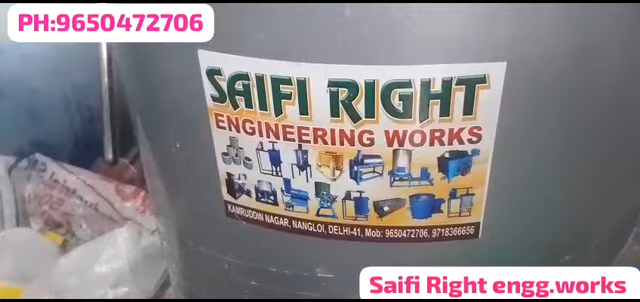 PH:9650472706
SAIFI RIGHT
ENGINEERING WORKS
KAMRUDDIN NAGAR, NANGLOI, DELHI-41, Mob: 9650472706, 9718366656
Saifi Right engg.works